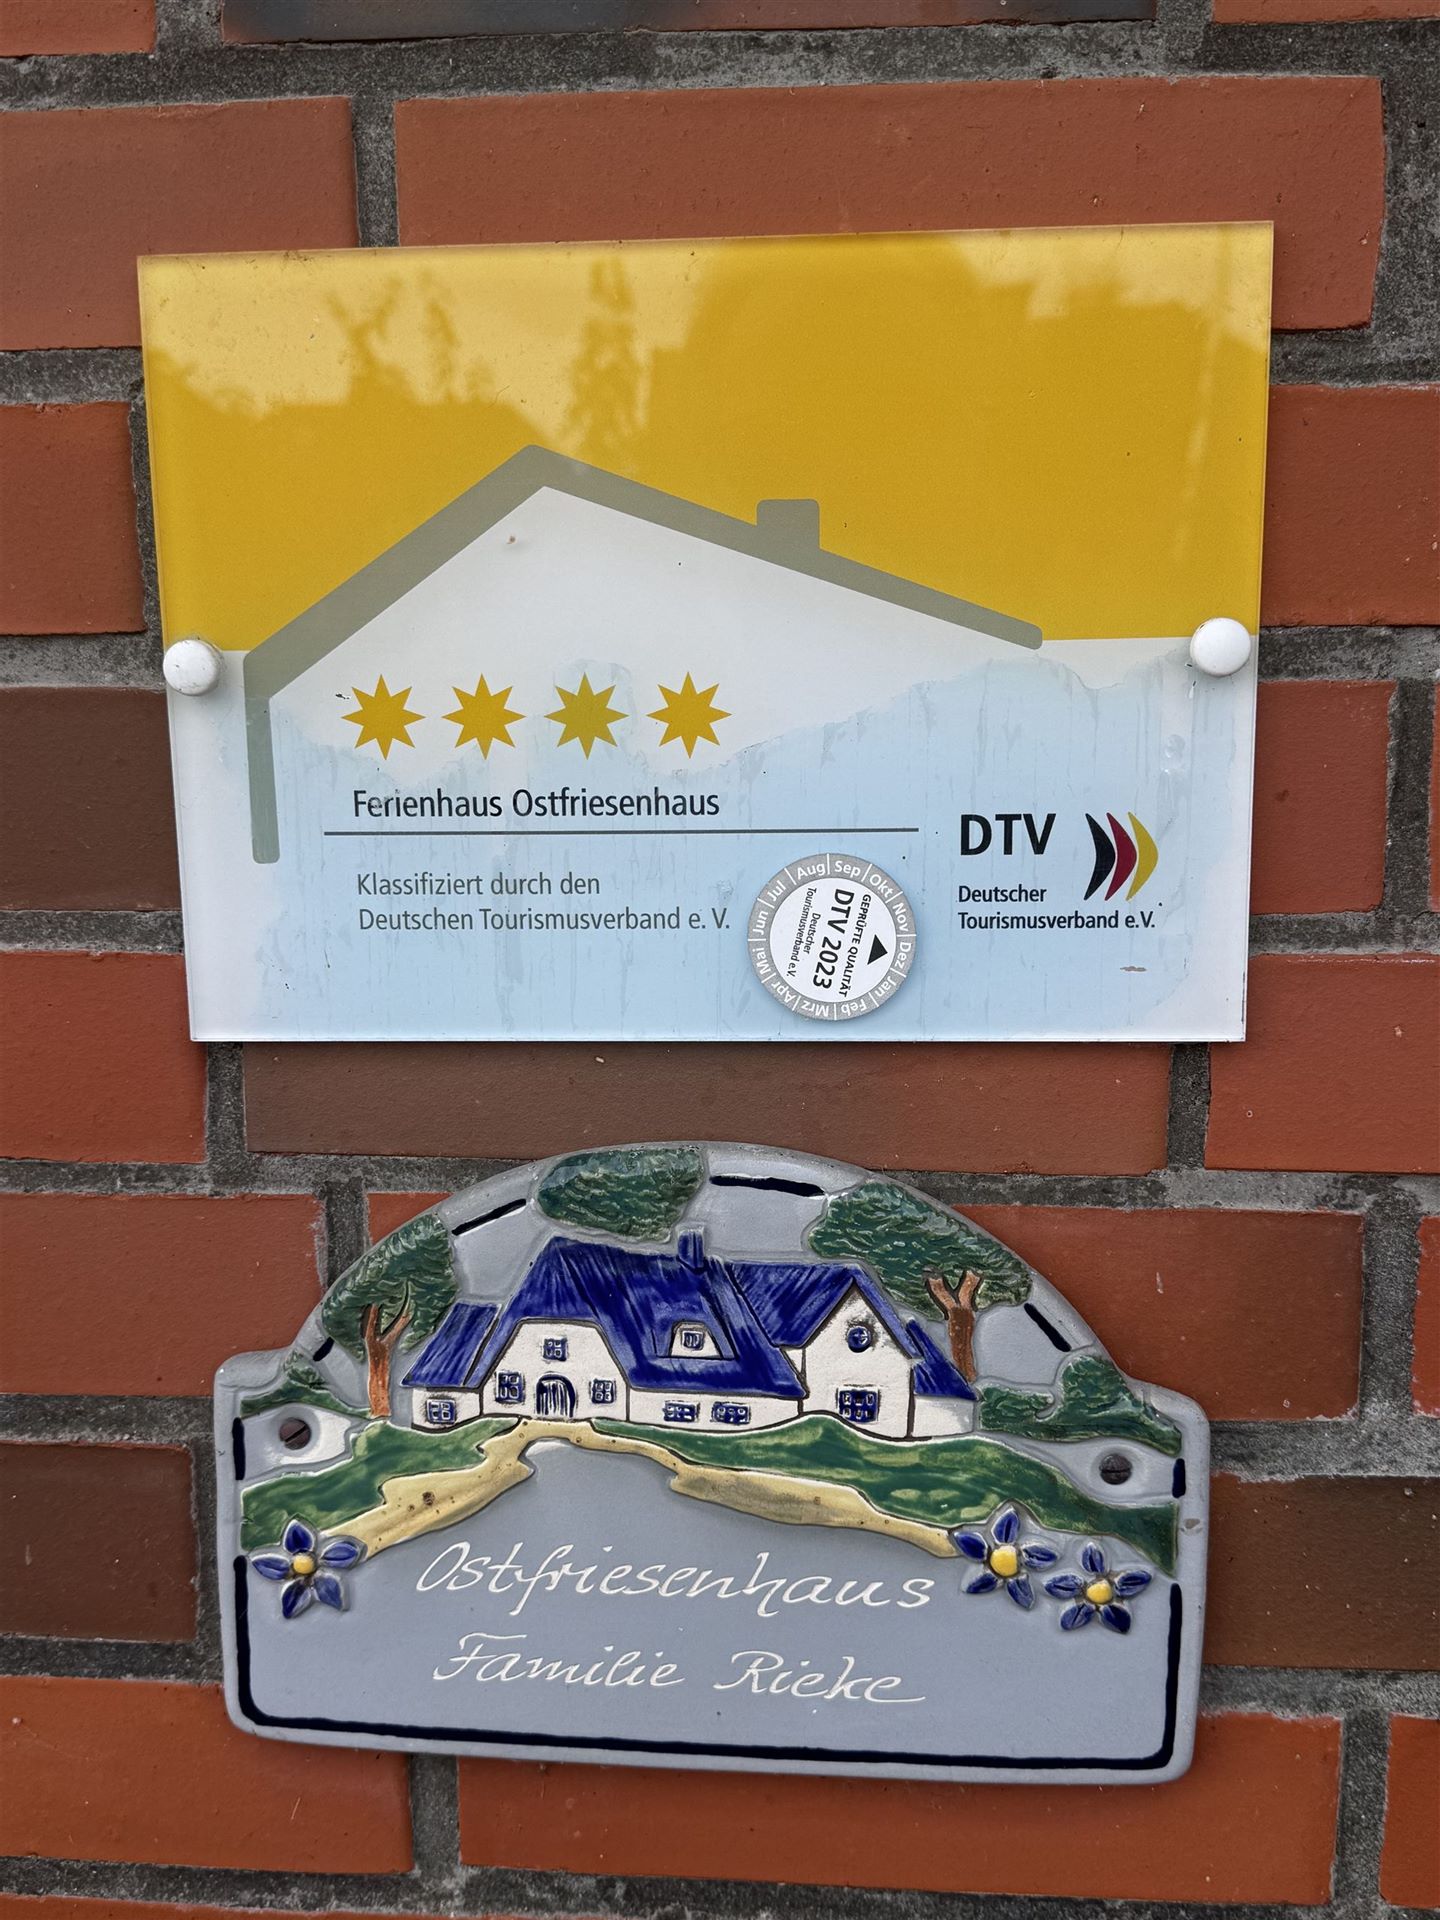 Ferienhaus Ostfriesenhaus
Klassifiziert durch den
Deutschen Tourismusverband e. V.
Jan Feb Mrz Apr Mai Jun Jul Aug Sep Okt Nov Dez
GEPRÜFTE QUALITÄT
DTV 2023
Deutscher
Tourismusverband e.V.
DTV
Deutscher
Tourismusverband e.V.
Ostfriesenhaus
Familie Rieke